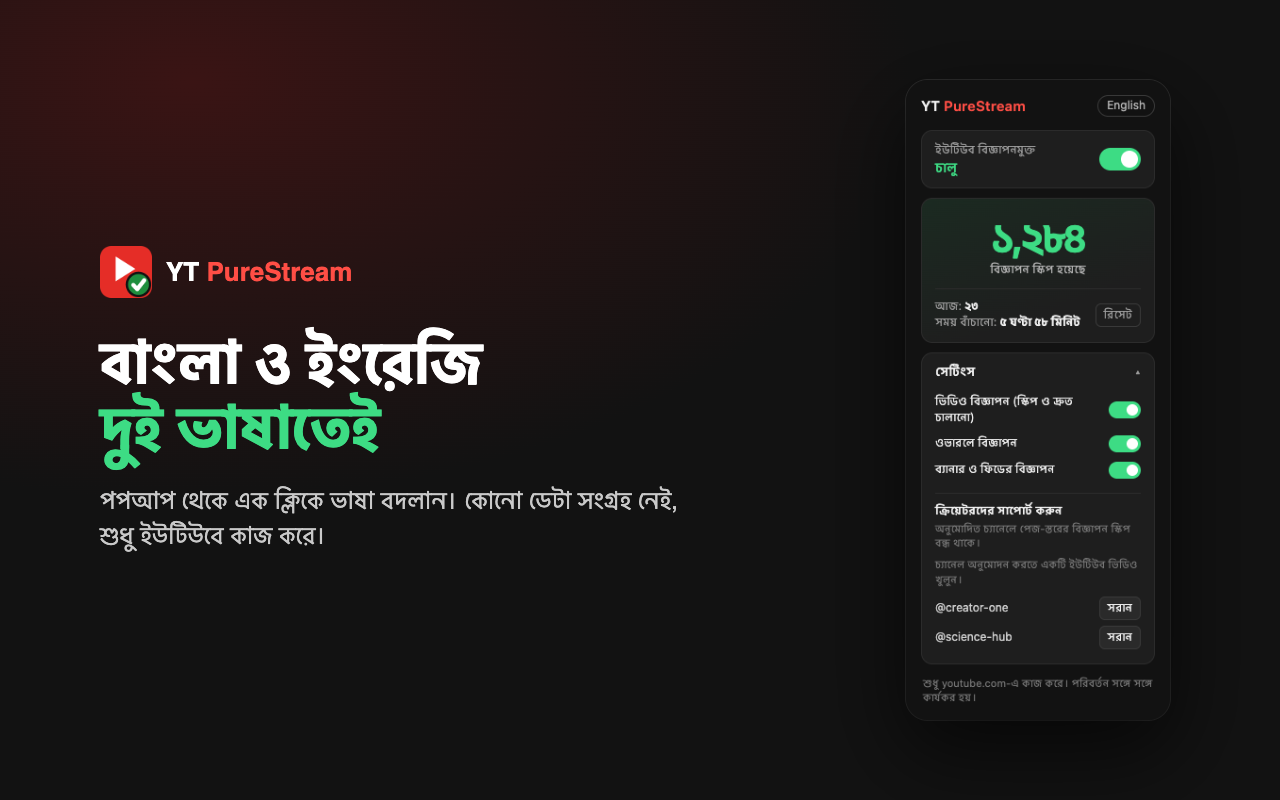 YT PureStream
বাংলা ও ইংরেজি
দুই ভাষাতেই
পপআপ থেকে এক ক্লিকে ভাষা বদলান। কোনো ডেটা সংগ্রহ নেই,
শুধু ইউটিউবে কাজ করে।
YT PureStream
English
ইউটিউব বিজ্ঞাপনমুক্ত
চালু
১,২৮৪
বিজ্ঞাপন স্কিপ হয়েছে
আজ: ২৩
সময় বাঁচানো: ৫ ঘণ্টা ৫৮ মিনিট
রিসেট
সেটিংস
ভিডিও বিজ্ঞাপন (স্কিপ ও দ্রুত
চালানো)
ওভারলে বিজ্ঞাপন
ব্যানার ও ফিডের বিজ্ঞাপন
ক্রিয়েটরদের সাপোর্ট করুন
অনুমোদিত চ্যানেলে পেজ-স্তরের বিজ্ঞাপন স্কিপ
বন্ধ থাকে।
চ্যানেল অনুমোদন করতে একটি ইউটিউব ভিডিও
খুলুন।
@creator-one
সরান
@science-hub
সরান
শুধু youtube.com-এ কাজ করে। পরিবর্তন সঙ্গে সঙ্গে
কার্যকর হয়।